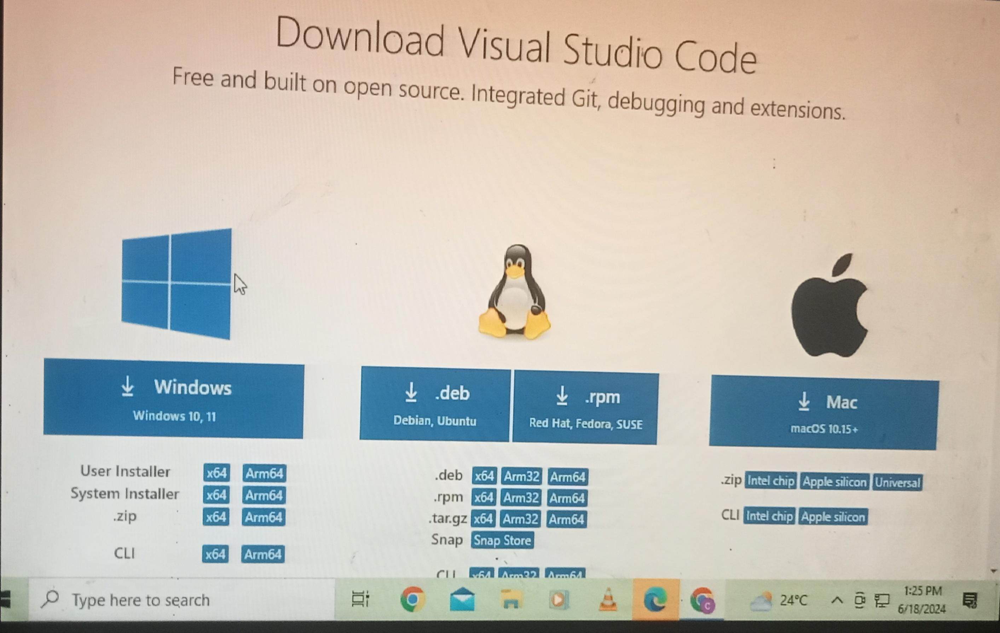 Download Visual Studio Code
Free and built on open source. Integrated Git, debugging and extensions.
Windows
Windows 10, 11
User Installer x64 Arm64
System Installer x64 Arm64
.zip x64 Arm64
CLI x64 Arm64
.deb
Debian, Ubuntu
.rpm
Red Hat, Fedora, SUSE
.deb x64 Arm32 Arm64
.rpm x64 Arm32 Arm64
.tar.gz x64 Arm32 Arm64
Snap Snap Store
CLI x64 Arm32 Arm64
Mac
macOS 10.15+
.zip Intel chip Apple silicon Universal
CLI Intel chip Apple silicon
Type here to search
C
24°C
1:25 PM
6/18/2024